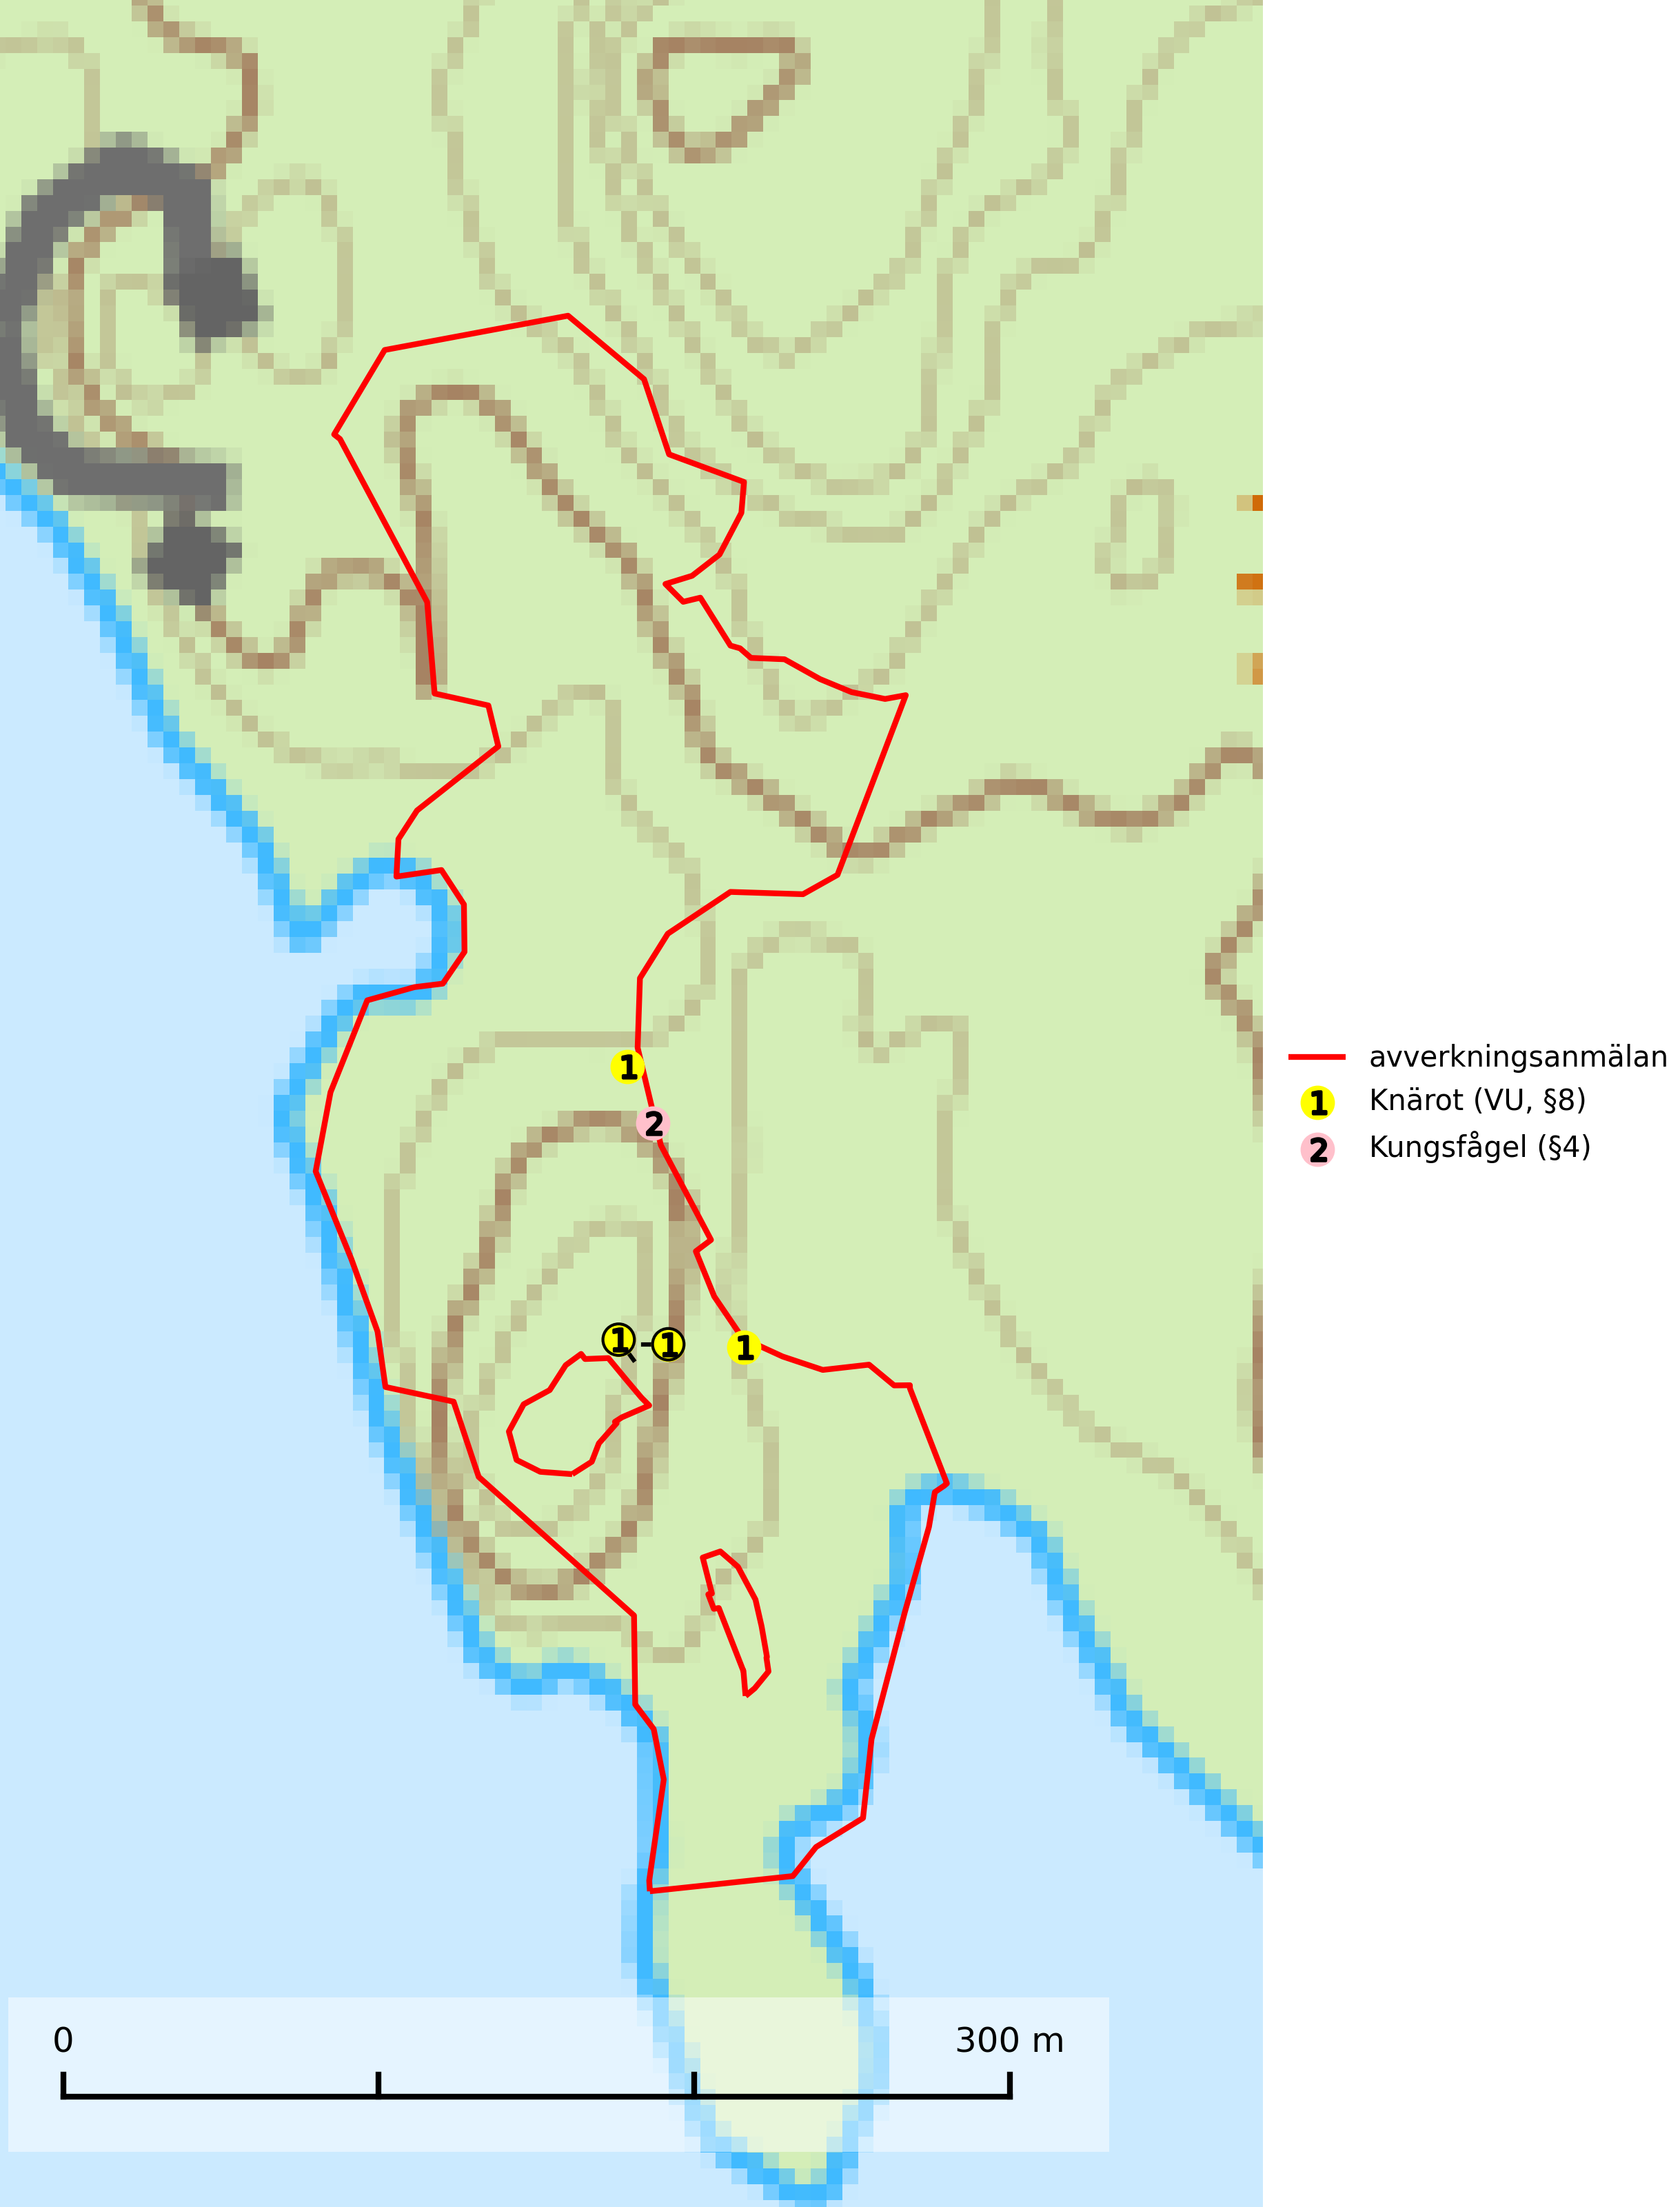 1
2
1
1
1
avverkningsanmälan
1 Knärot (VU, §8)
2 Kungsfågel (§4)
0 300 m